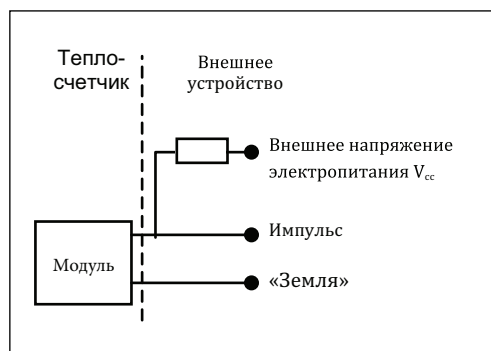 Тепло-
счетчик
Внешнее
устройство
Внешнее напряжение
электропитания Vcc
Импульс
Модуль
«Земля»